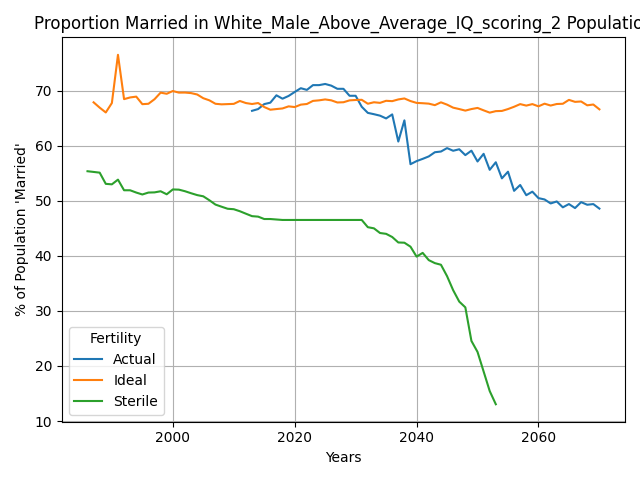 Proportion Married in White_Male_Above_Average_IQ_scoring_2 Populatio
% of Population 'Married'
70
60
50
40
30
20
10
Fertility
Actual
Ideal
Sterile
2000
2020
2040
2060
Years